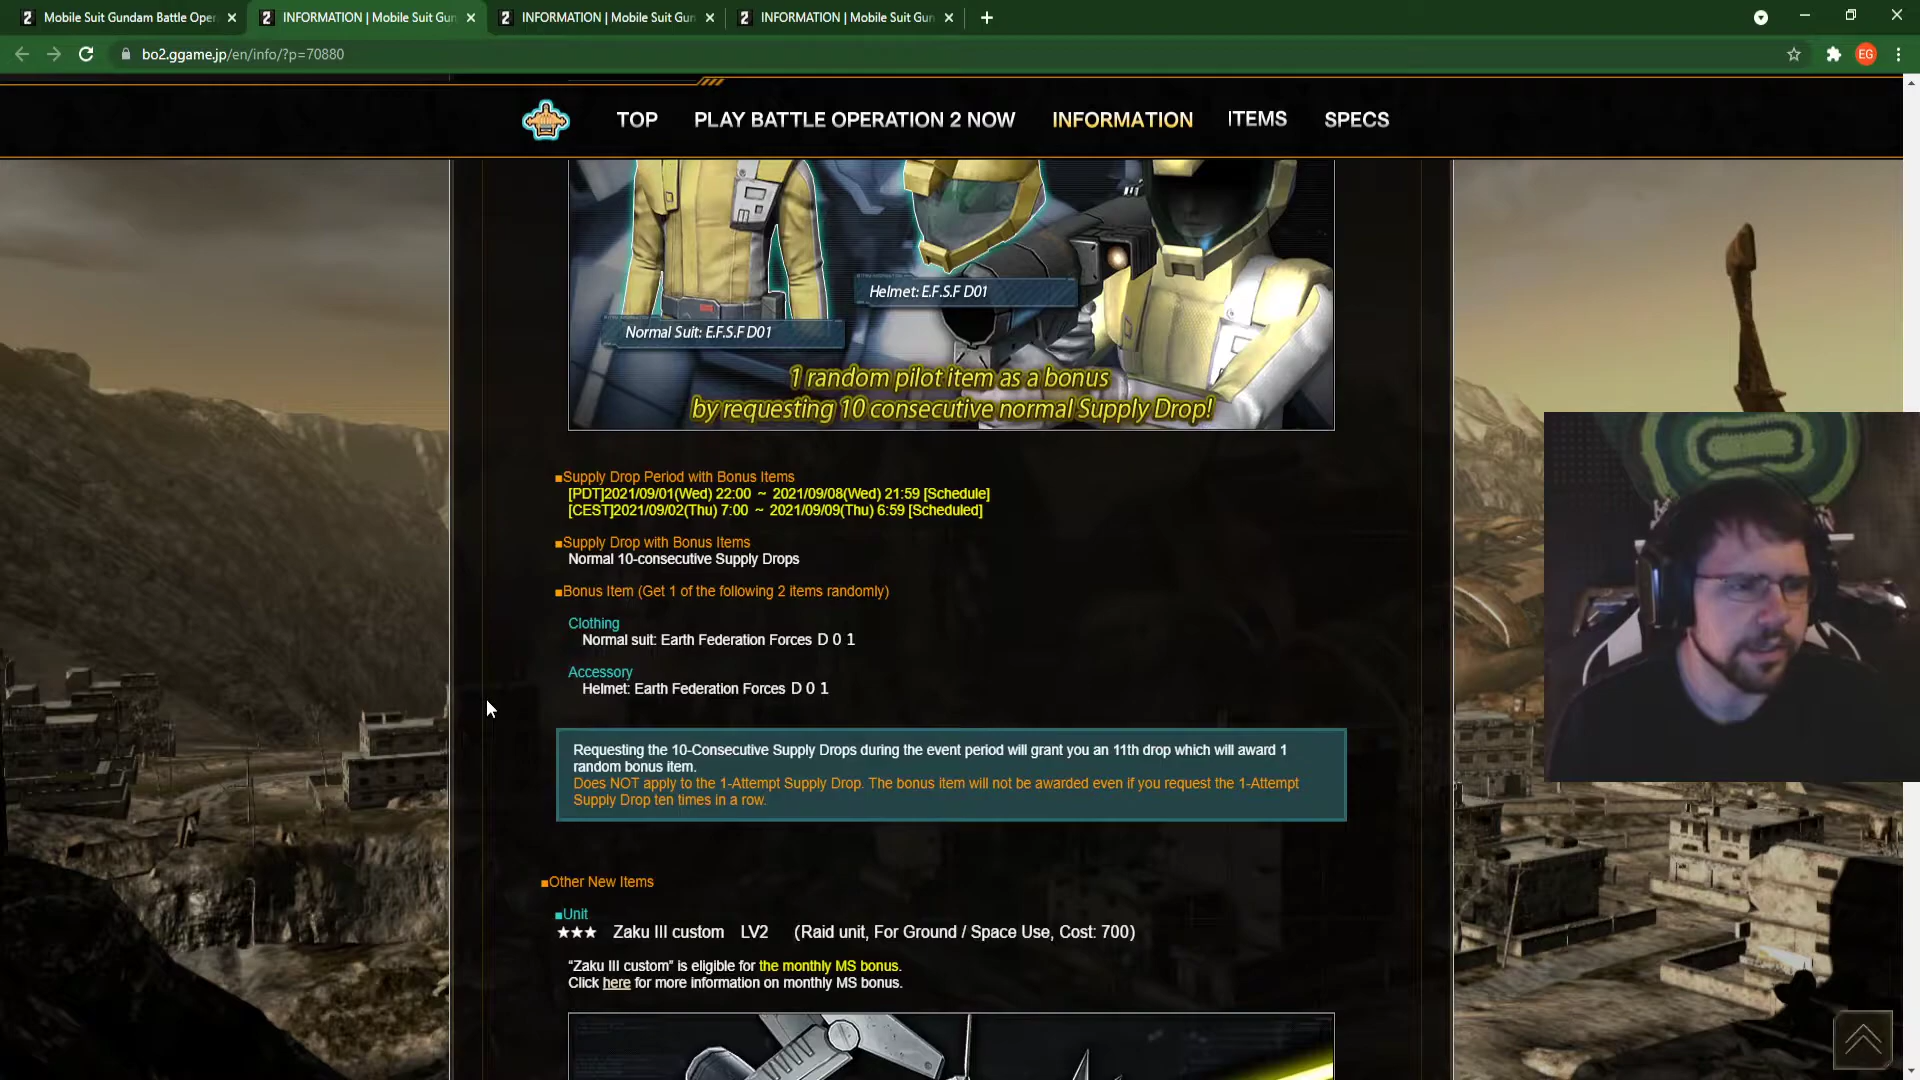 Mobile Suit Gundam Battle Oper
INFORMATION | Mobile Suit Gun
INFORMATION | Mobile Suit Gun
INFORMATION | Mobile Suit Gun
bo2.ggame.jp/en/info/?p=70880
EG
TOP
PLAY BATTLE OPERATION 2 NOW
INFORMATION
ITEMS
SPECS
Helmet: E.F.S.F D01
Normal Suit: E.F.S.F D01
1 random pilot item as a bonus
by requesting 10 consecutive normal Supply Drop!
■Supply Drop Period with Bonus Items
[PDT]2021/09/01(Wed) 22:00 ~ 2021/09/08(Wed) 21:59 [Schedule]
[CEST]2021/09/02(Thu) 7:00 ~ 2021/09/09(Thu) 6:59 [Scheduled]
■Supply Drop with Bonus Items
Normal 10-consecutive Supply Drops
■Bonus Item (Get 1 of the following 2 items randomly)
Clothing
Normal suit: Earth Federation Forces D 0 1
Accessory
Helmet: Earth Federation Forces D 0 1
Requesting the 10-Consecutive Supply Drops during the event period will grant you an 11th drop which will award 1
random bonus item.
Does NOT apply to the 1-Attempt Supply Drop. The bonus item will not be awarded even if you request the 1-Attempt
Supply Drop ten times in a row.
■Other New Items
■Unit
★★★ Zaku III custom LV2 (Raid unit, For Ground / Space Use, Cost: 700)
“Zaku III custom” is eligible for the monthly MS bonus.
Click here for more information on monthly MS bonus.